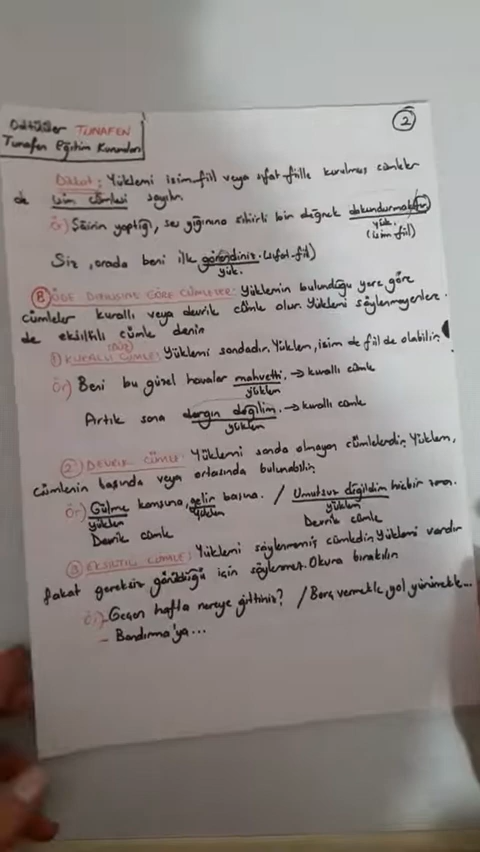 2
TUNAFEN
Tunafen Eğitim Kurumları
Dikkat: Yüklemi isim-fiil veya sıfat-fiille kurulmuş cümleler
de isim cümlesi sayılır.
Ör) Şairin yaptığı, ses yığınına sihirli bir değnek dokundurmaktır.
yük.
(isim fiil)
Siz, orada beni ilk görendiniz. (sıfat-fiil)
yük.
B ÖGE DİZİLİŞİNE GÖRE CÜMLELER: Yüklemin bulunduğu yere göre
cümleler kurallı veya devrik cümle olur. Yüklemi söylenmeyenlere
de eksiltili cümle denir
(DÜZ)
1) KURALLI CÜMLE: Yüklemi sondadır. Yüklem, isim de fiil de olabilir.
Ör) Beni bu güzel havalar mahvetti. → kurallı cümle
yüklem
Artık sana dargın değilim. → kurallı cümle
yüklem
2) DEVRİK CÜMLE: Yüklemi sonda olmayan cümlelerdir. Yüklem,
cümlenin başında veya ortasında bulunabilir.
Ör) Gülme komşuna, gelir başına. / Umutsuz değildim hiçbir zaman.
yüklem yüklem yüklem
Devrik cümle Devrik cümle
3) EKSİLTİLİ CÜMLE: Yüklemi söylenmemiş cümledir. Yüklemi vardır
fakat gereksiz görüldüğü için söylenmez. Okura bırakılır
Ör) - Geçen hafta nereye gittiniz? / Borç vermekle, yol yürümekle...
- Bandırma'ya...